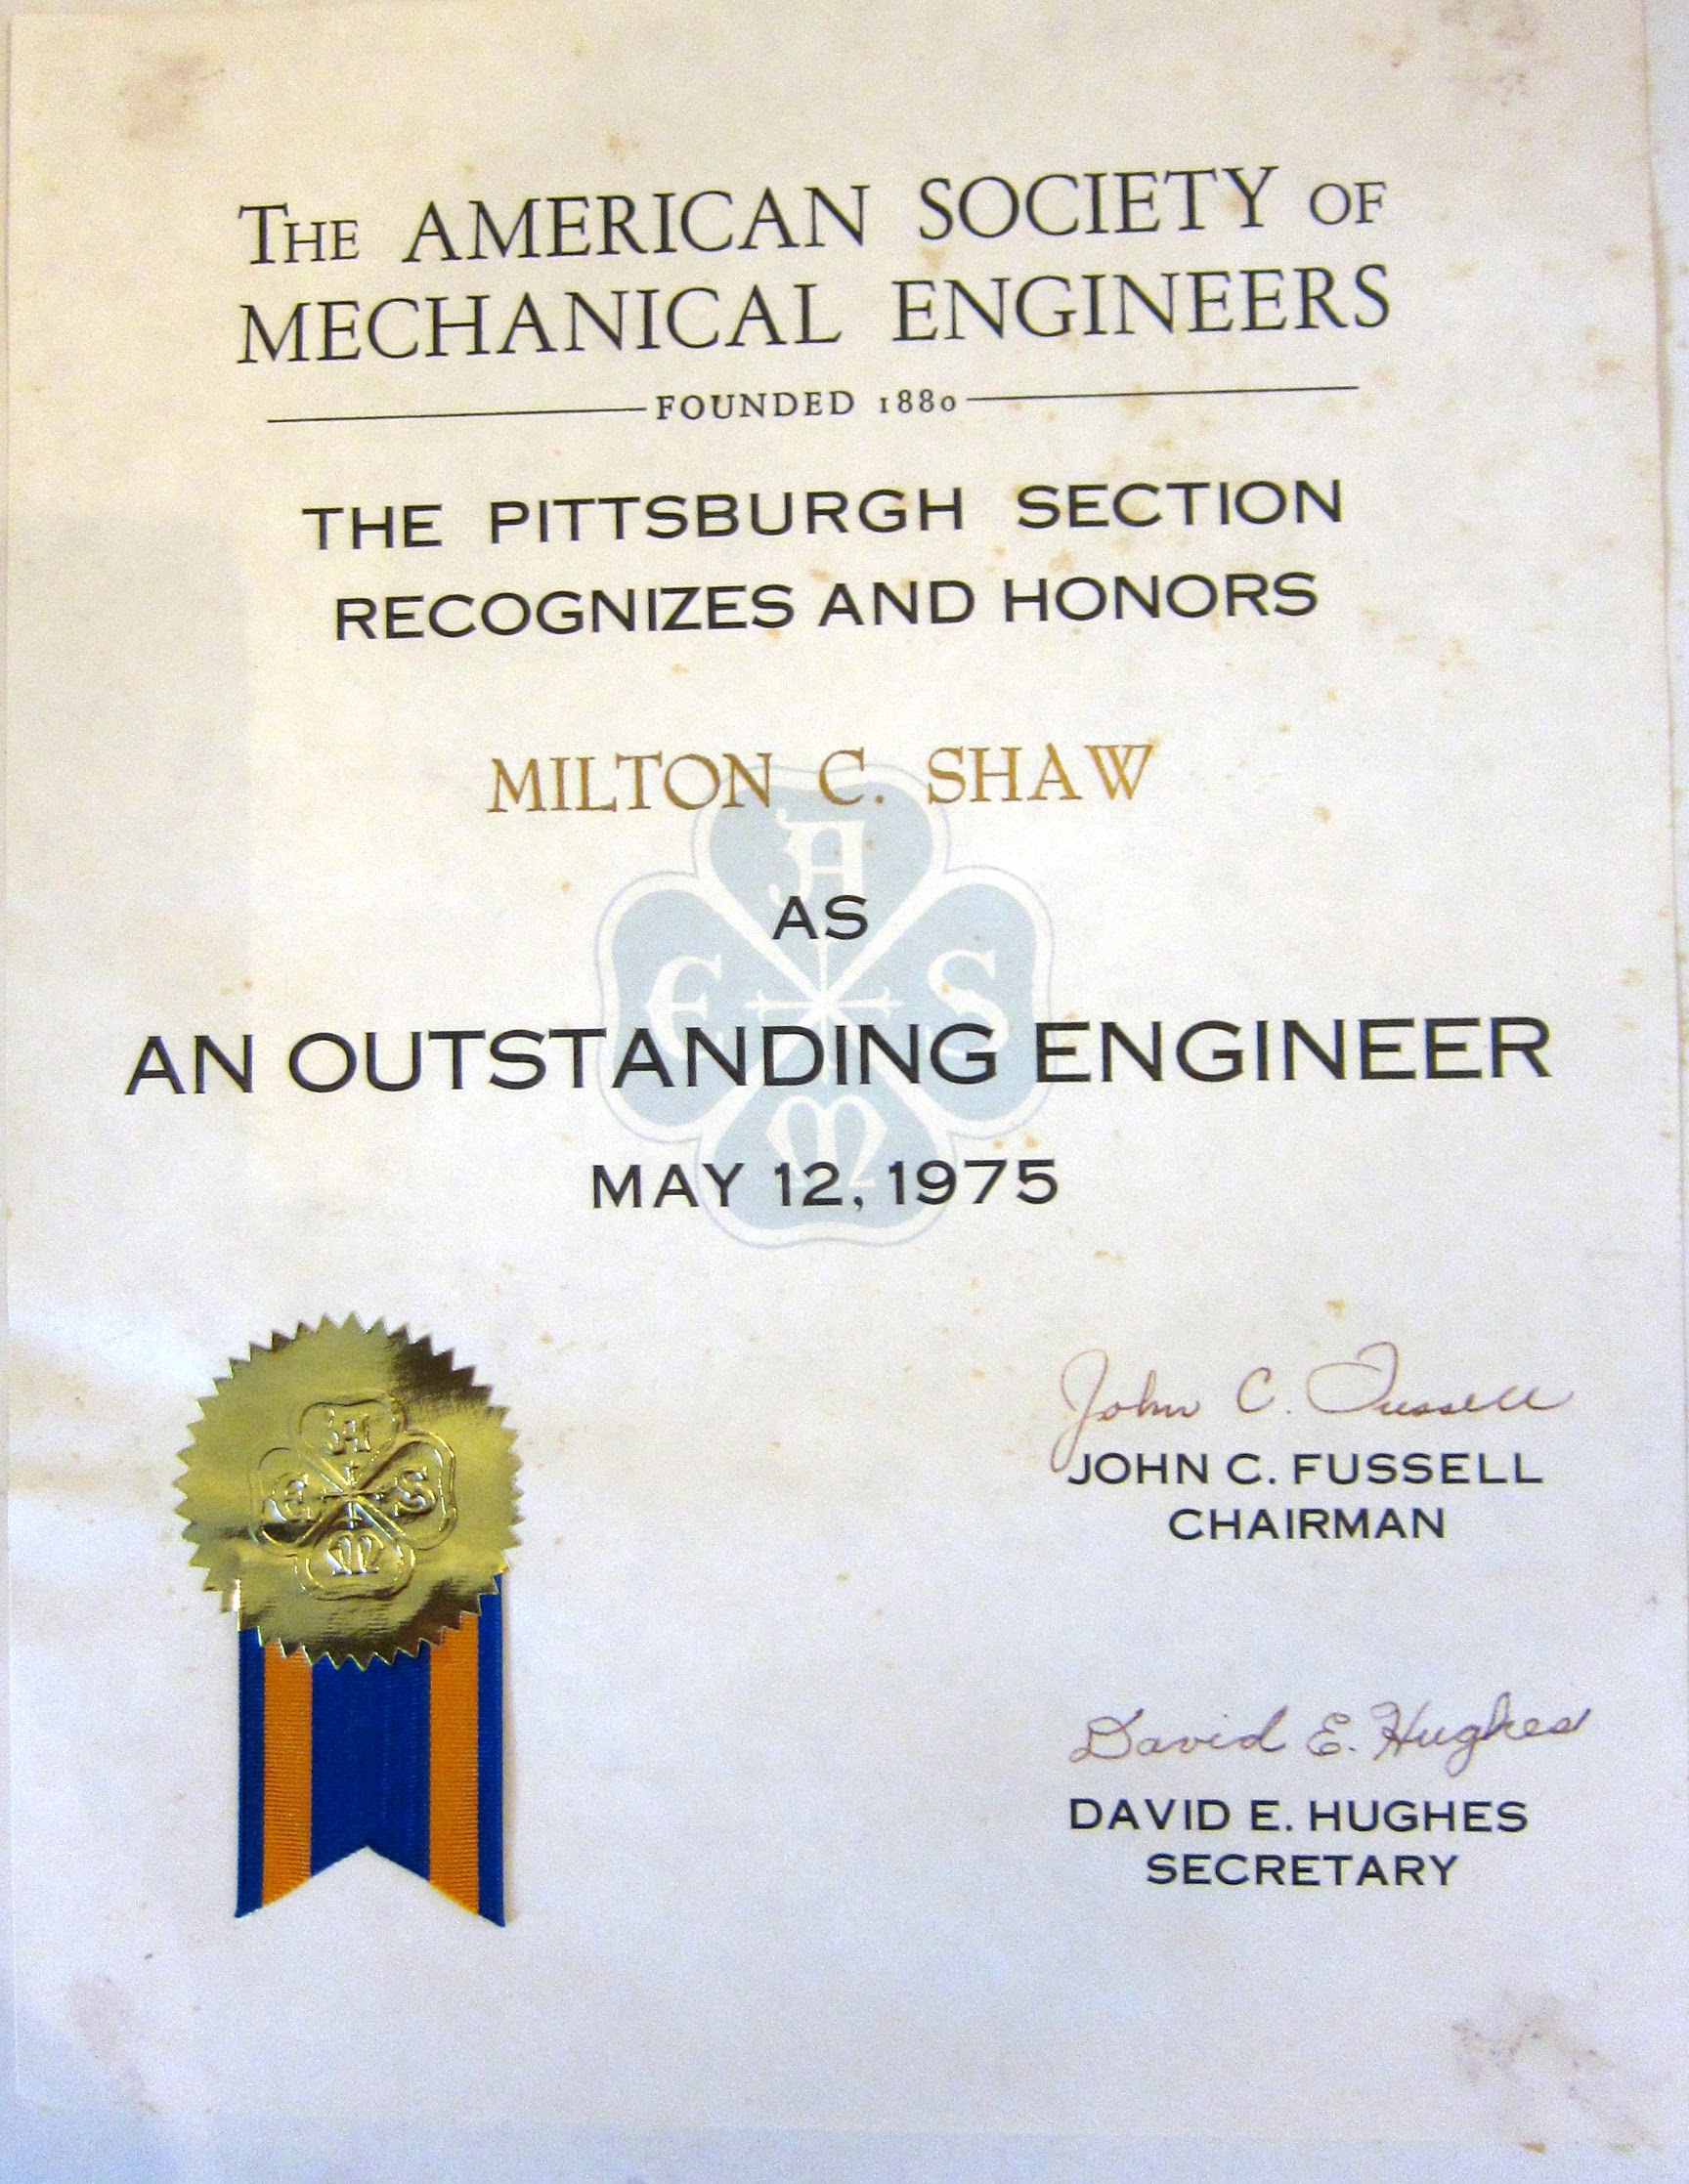 THE AMERICAN SOCIETY OF
MECHANICAL ENGINEERS
FOUNDED 1880
THE PITTSBURGH SECTION
RECOGNIZES AND HONORS
MILTON C. SHAW
A
AS
E S
AN OUTSTANDING ENGINEER
M
MAY 12, 1975
A
E S
M
John C. Fussell
JOHN C. FUSSELL
CHAIRMAN
David E. Hughes
DAVID E. HUGHES
SECRETARY